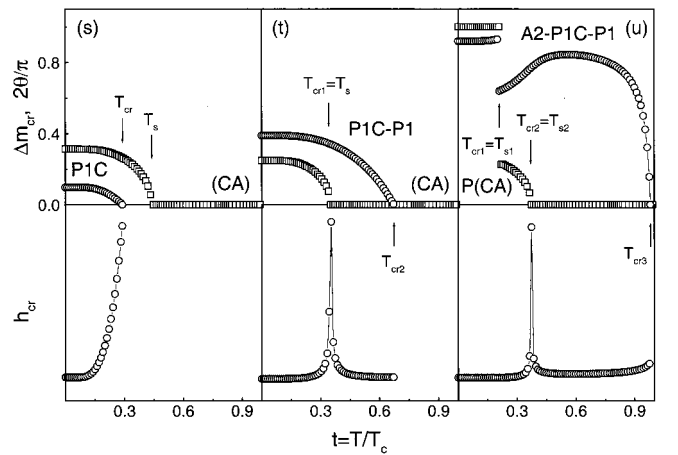 (s)
(t)
(u)
A2-P1C-P1
Δm_cr, 2θ/π
0.8
0.4
0.0
T_cr
T_s
P1C
(CA)
T_cr1=T_s
P1C-P1
(CA)
T_cr2
T_cr1=T_s1
T_cr2=T_s2
P(CA)
T_cr3
h_cr
0.3 0.6 0.9
0.3 0.6 0.9
0.3 0.6 0.9
t=T/T_c